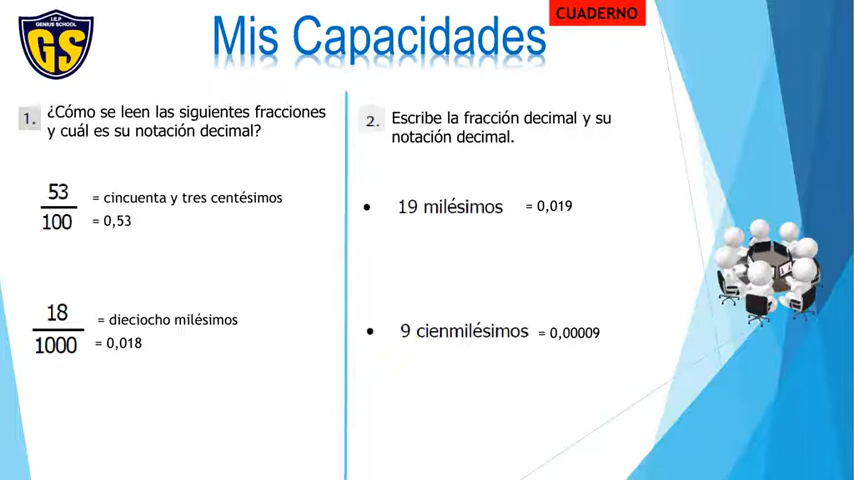 I.E.P
GENIUS SCHOOL
GS
Mis Capacidades
CUADERNO
1. ¿Cómo se leen las siguientes fracciones
y cuál es su notación decimal?
53
100
= cincuenta y tres centésimos
= 0,53
18
1000
= dieciocho milésimos
= 0,018
2. Escribe la fracción decimal y su
notación decimal.
• 19 milésimos = 0,019
• 9 cienmilésimos = 0,00009